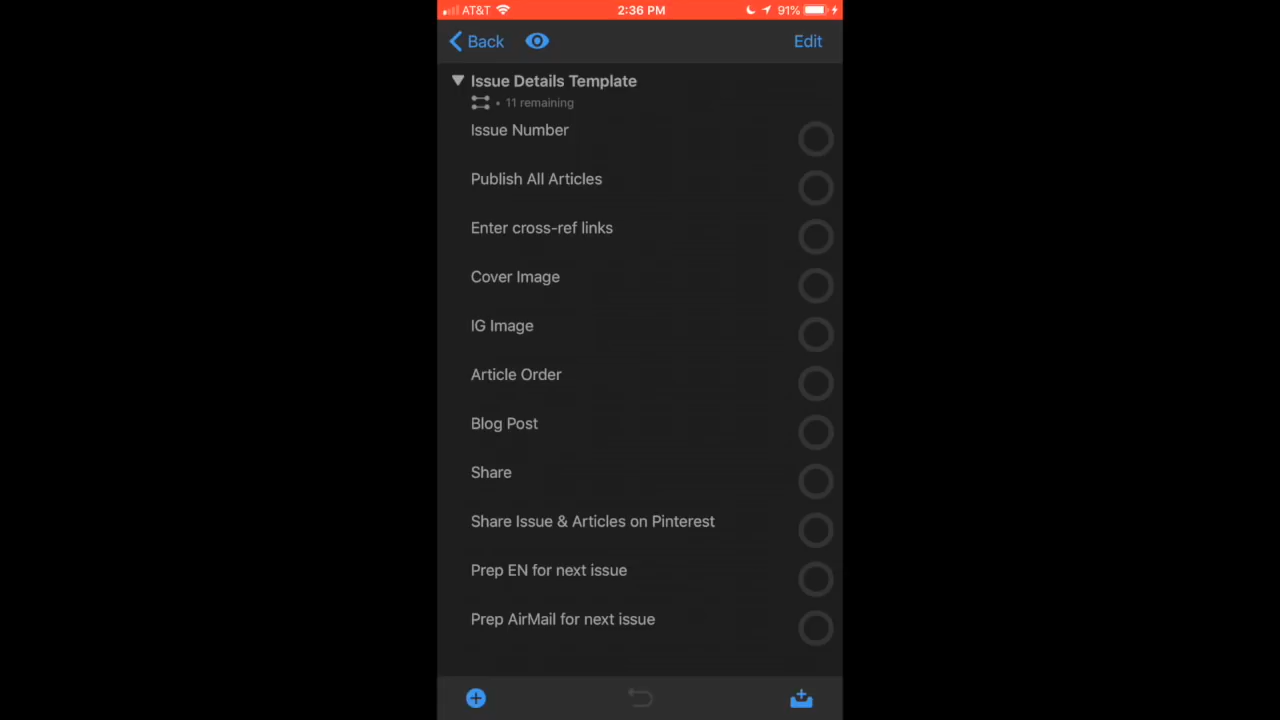 AT&T 2:36 PM 91%
Back Edit
Issue Details Template
• 11 remaining
Issue Number
Publish All Articles
Enter cross-ref links
Cover Image
IG Image
Article Order
Blog Post
Share
Share Issue & Articles on Pinterest
Prep EN for next issue
Prep AirMail for next issue